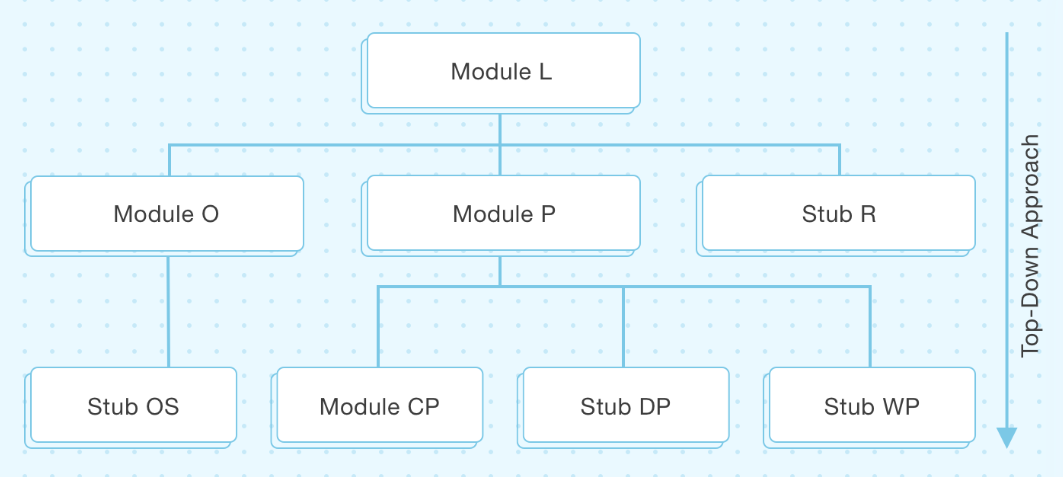 Module L
Module O
Module P
Stub R
Stub OS
Module CP
Stub DP
Stub WP
Top-Down Approach